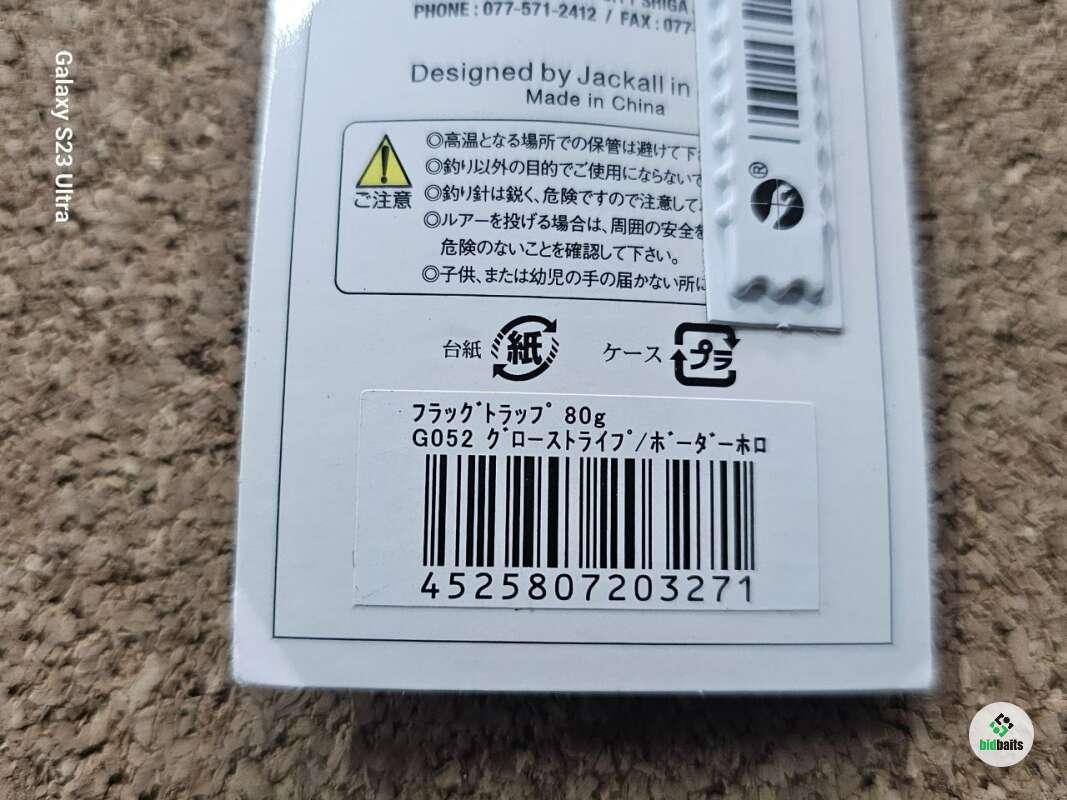 SHIGA
PHONE : 077-571-2412 / FAX : 077-
Designed by Jackall in
Made in China
ご注意
◎高温となる場所での保管は避けて下
◎釣り以外の目的でご使用にならないで
◎釣り針は鋭く、危険ですので注意して
◎ルアーを投げる場合は、周囲の安全を
危険のないことを確認して下さい。
◎子供、または幼児の手の届かない所に
台紙 紙 ケース プラ
フラッグトラップ 80g
G052 グローストライプ/ボーダーホロ
4525807203271
Galaxy S23 Ultra
bidbaits